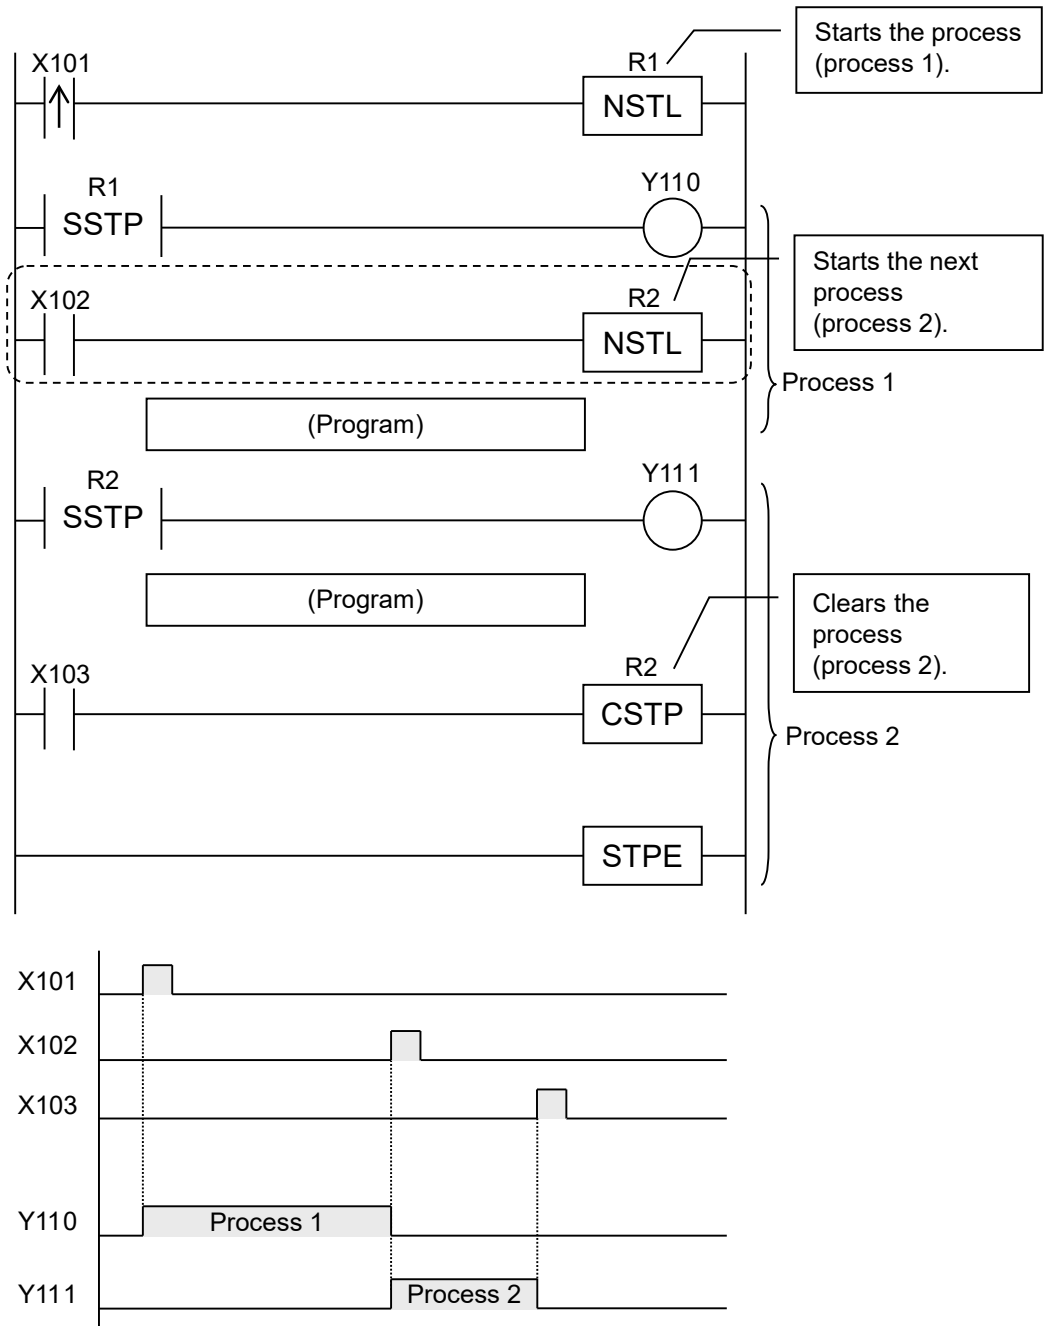 Starts the process
(process 1).
X101
R1
NSTL
R1
SSTP
Y110
Starts the next
process
(process 2).
X102
R2
NSTL
Process 1
(Program)
R2
SSTP
Y111
(Program)
Clears the
process
(process 2).
X103
R2
CSTP
Process 2
STPE
X101
X102
X103
Y110
Process 1
Y111
Process 2